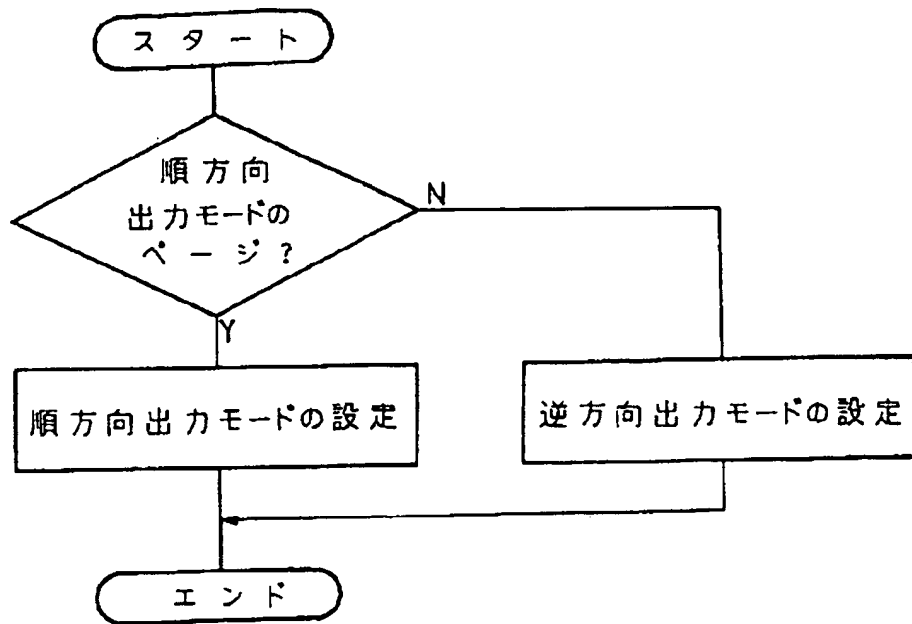 スタート
順方向
出力モードの
ページ?
N
Y
順方向出力モードの設定
逆方向出力モードの設定
エンド